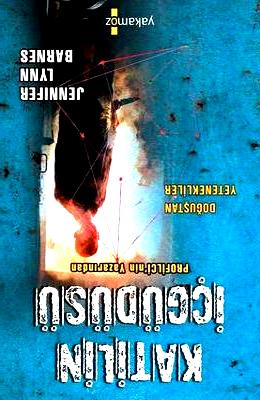 KATİLİN
İÇGÜDÜSÜ
PROFİLCİ'nin Yazarından
DOĞUŞTAN
YETENEKLİLER
JENNIFER
LYNN
BARNES
yakamoz